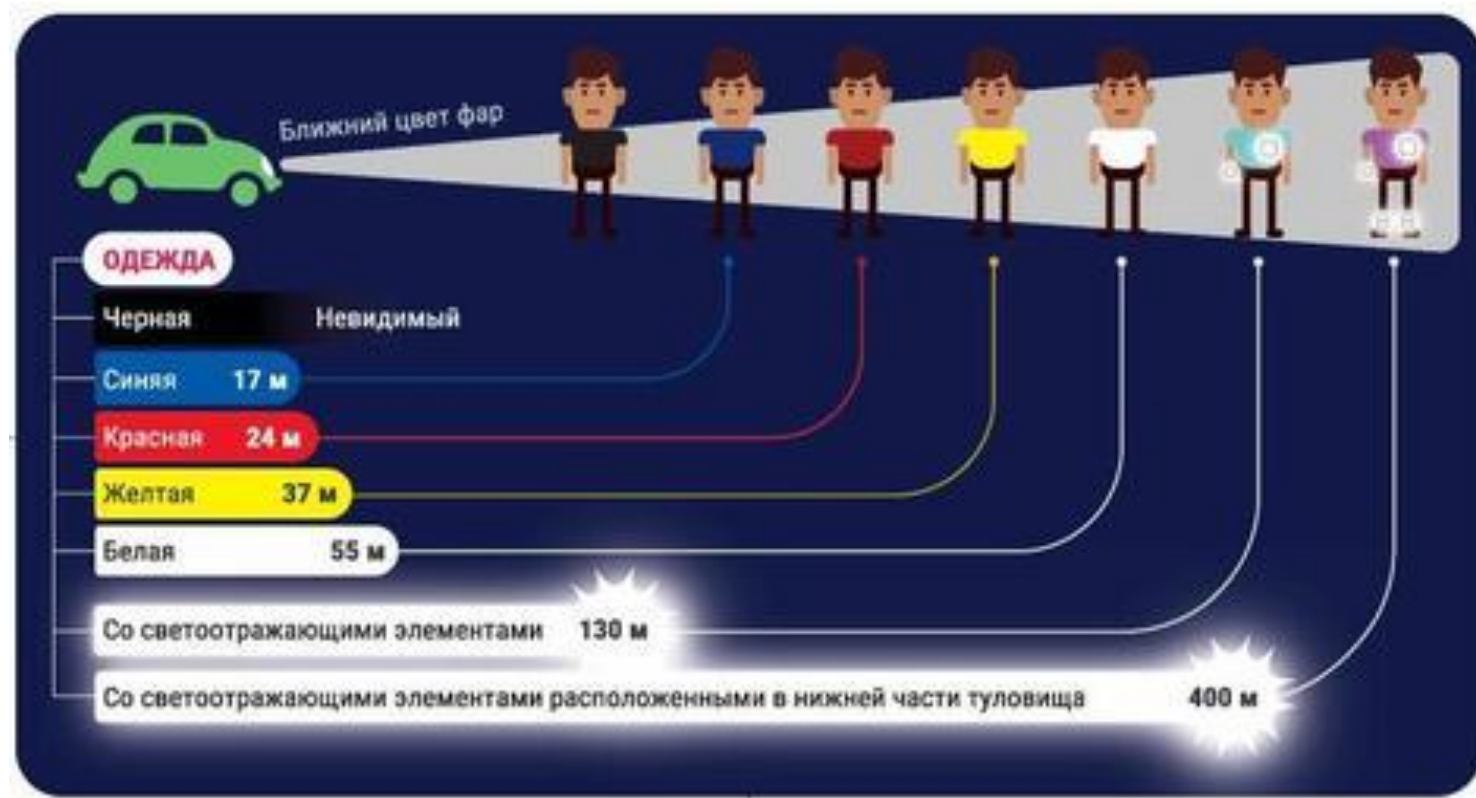 Ближний цвет фар
ОДЕЖДА
Черная Невидимый
Синяя 17 м
Красная 24 м
Желтая 37 м
Белая 55 м
Со светоотражающими элементами 130 м
Со светоотражающими элементами расположенными в нижней части туловища 400 м